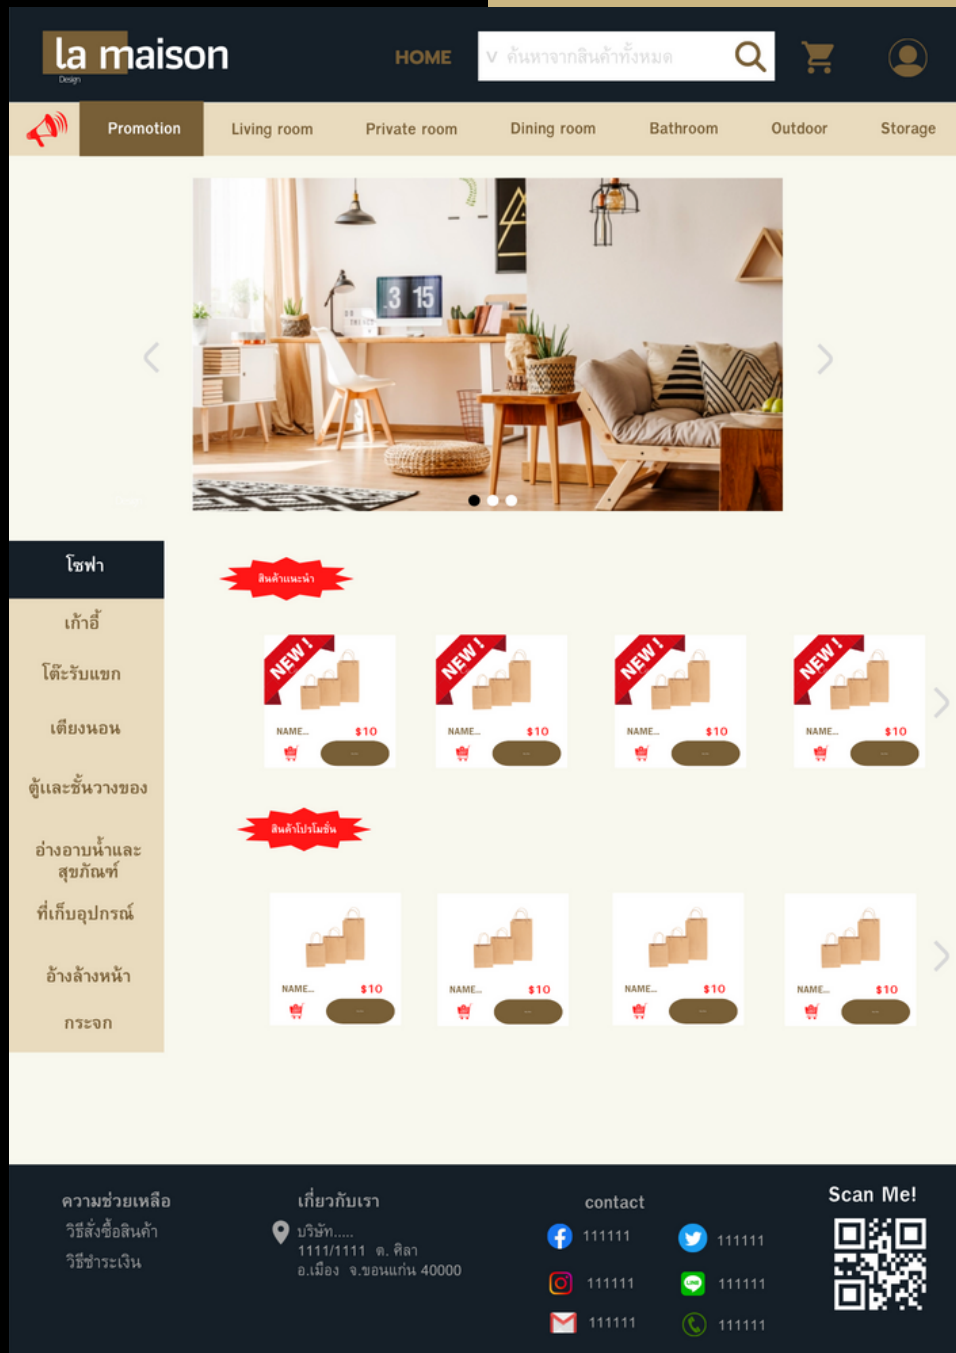 la maison
Design
HOME
v ค้นหาจากสินค้าทั้งหมด
Promotion
Living room
Private room
Dining room
Bathroom
Outdoor
Storage
3 15
โซฟา
เก้าอี้
โต๊ะรับแขก
เตียงนอน
ตู้และชั้นวางของ
อ่างอาบน้ำและ
สุขภัณฑ์
ที่เก็บอุปกรณ์
อ้างล้างหน้า
กระจก
สินค้าแนะนำ
NEW!
NAME... $10
...
NEW!
NAME... $10
...
NEW!
NAME... $10
...
NEW!
NAME... $10
...
สินค้าโปรโมชั่น
NAME... $10
...
NAME... $10
...
NAME... $10
...
NAME... $10
...
ความช่วยเหลือ
วิธีสั่งซื้อสินค้า
วิธีชำระเงิน
เกี่ยวกับเรา
บริษัท.....
1111/1111 ต. ศิลา
อ.เมือง จ.ขอนแก่น 40000
contact
111111
111111
111111
LINE
111111
111111
111111
Scan Me!